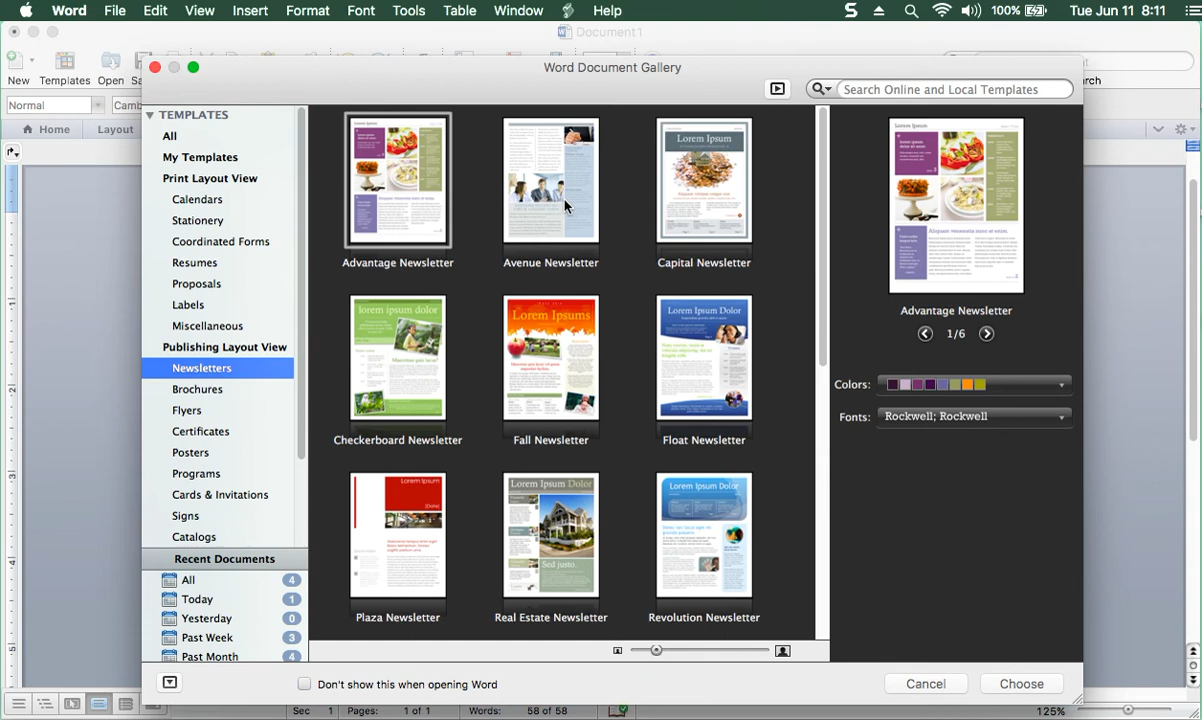 Word File Edit View Insert Format Font Tools Table Window Help 100% Tue Jun 11 8:11
Document1
New Templates Open
Normal
Home Layout
Word Document Gallery
Search Online and Local Templates
TEMPLATES
All
My Templates
Print Layout View
Calendars
Stationery
Coordinated Forms
Resumes
Proposals
Labels
Miscellaneous
Publishing Layout View
Newsletters
Brochures
Flyers
Certificates
Posters
Programs
Cards & Invitations
Signs
Catalogs
Recent Documents
All 4
Today 1
Yesterday 0
Past Week 3
Past Month 4
Lorem Ipsum
Advantage Newsletter Avenue Newsletter Capital Newsletter
lorem ipsum dolor Lorem Ipsums Lorem Ipsum Dolor
Checkerboard Newsletter Fall Newsletter Float Newsletter
Lorem Ipsum Lorem Ipsum Dolor Lorem Ipsum Dolor
Sed justo.
Plaza Newsletter Real Estate Newsletter Revolution Newsletter
Lorem Ipsum
Advantage Newsletter
1/6
Colors:
Fonts: Rockwell; Rockwell
Don't show this when opening Word
Cancel Choose
Sec 1 Pages: 1 of 1 Words: 58 of 58 125%